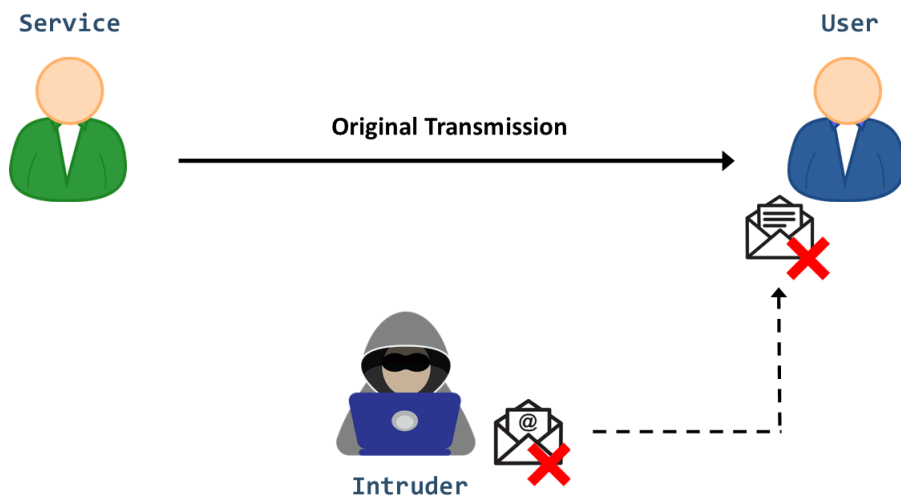 Service
User
Original Transmission
@
Intruder